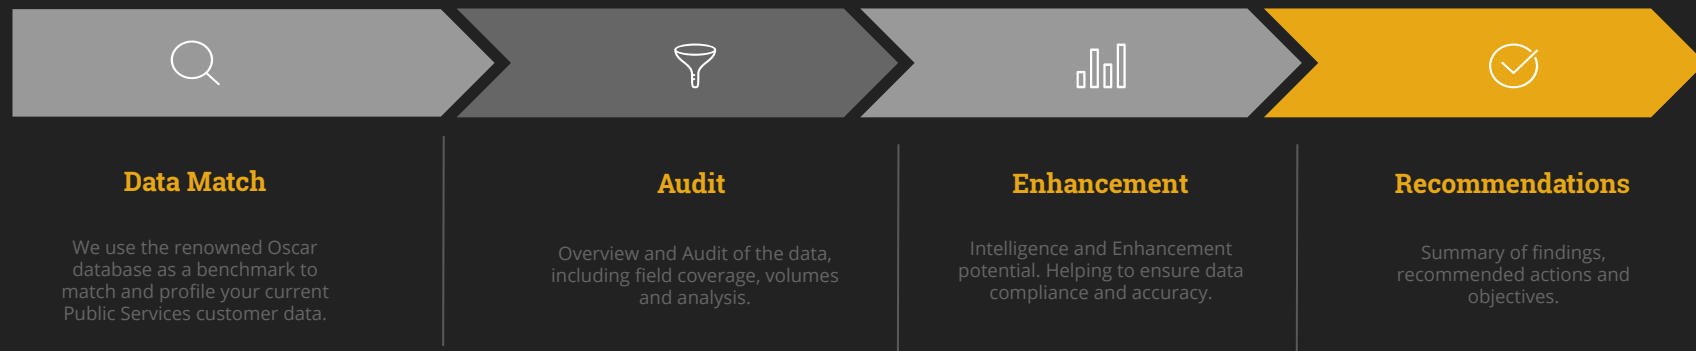 Data Match
We use the renowned Oscar
database as a benchmark to
match and profile your current
Public Services customer data.
Audit
Overview and Audit of the data,
including field coverage, volumes
and analysis.
Enhancement
Intelligence and Enhancement
potential. Helping to ensure data
compliance and accuracy.
Recommendations
Summary of findings,
recommended actions and
objectives.